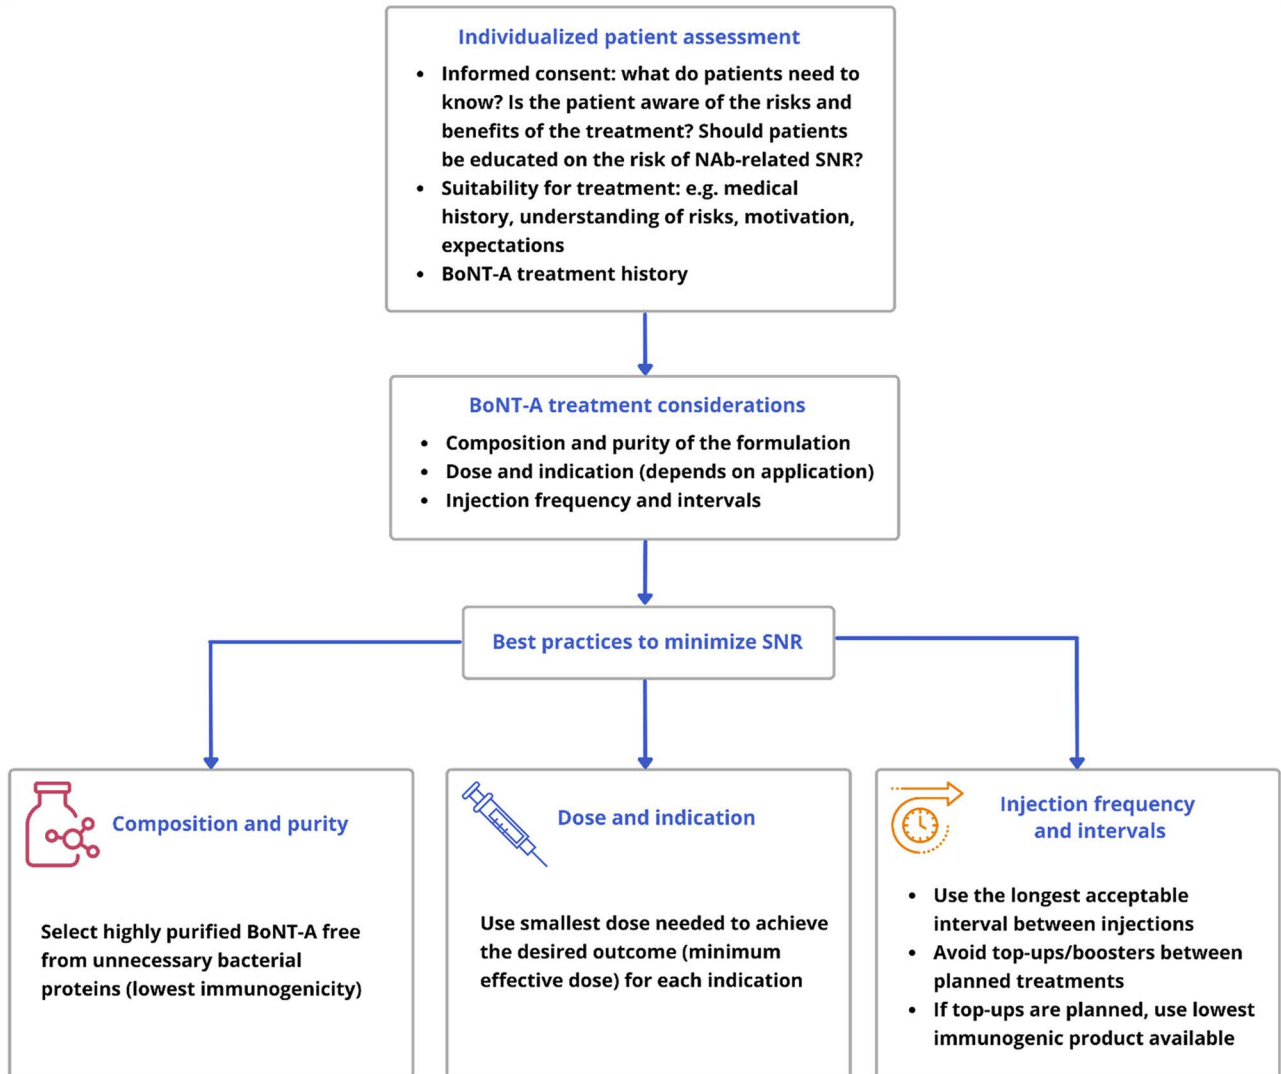 Individualized patient assessment
• Informed consent: what do patients need to
know? Is the patient aware of the risks and
benefits of the treatment? Should patients
be educated on the risk of NAb-related SNR?
• Suitability for treatment: e.g. medical
history, understanding of risks, motivation,
expectations
• BoNT-A treatment history
BoNT-A treatment considerations
• Composition and purity of the formulation
• Dose and indication (depends on application)
• Injection frequency and intervals
Best practices to minimize SNR
Composition and purity
Select highly purified BoNT-A free
from unnecessary bacterial
proteins (lowest immunogenicity)
Dose and indication
Use smallest dose needed to achieve
the desired outcome (minimum
effective dose) for each indication
Injection frequency
and intervals
• Use the longest acceptable
interval between injections
• Avoid top-ups/boosters between
planned treatments
• If top-ups are planned, use lowest
immunogenic product available